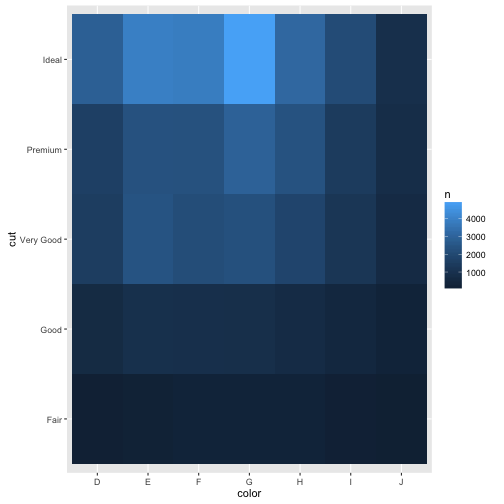 Ideal
Premium
Very Good
Good
Fair
cut
D E F G H I J
color
n
4000
3000
2000
1000